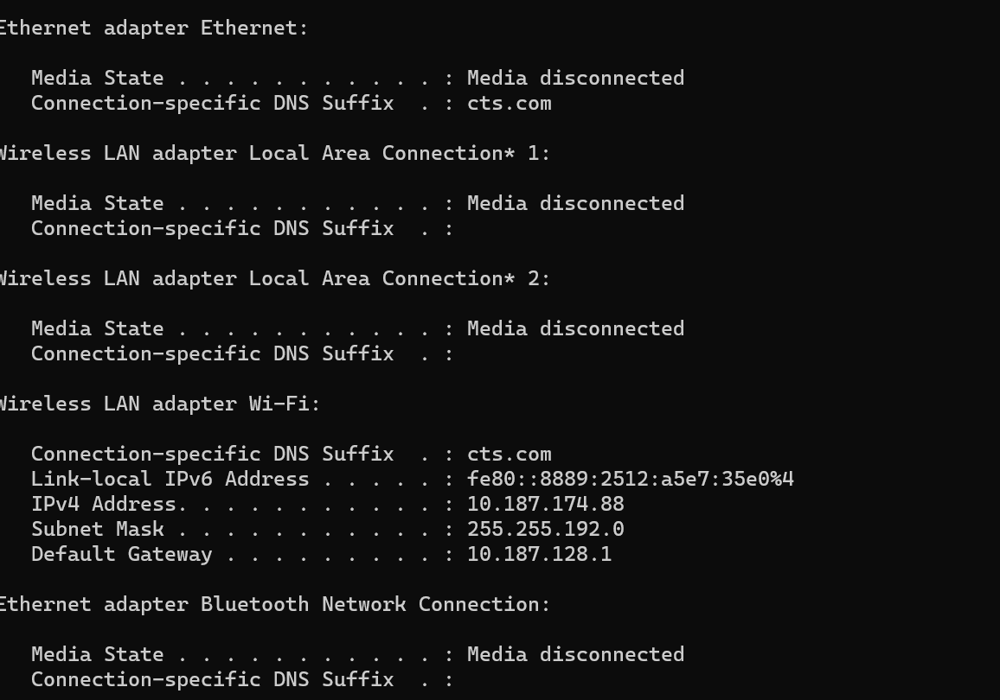 Ethernet adapter Ethernet:
Media State . . . . . . . . . . . : Media disconnected
Connection-specific DNS Suffix  . : cts.com
Wireless LAN adapter Local Area Connection* 1:
Media State . . . . . . . . . . . : Media disconnected
Connection-specific DNS Suffix  . :
Wireless LAN adapter Local Area Connection* 2:
Media State . . . . . . . . . . . : Media disconnected
Connection-specific DNS Suffix  . :
Wireless LAN adapter Wi-Fi:
Connection-specific DNS Suffix  . : cts.com
Link-local IPv6 Address . . . . . : fe80::8889:2512:a5e7:35e0%4
IPv4 Address. . . . . . . . . . . : 10.187.174.88
Subnet Mask . . . . . . . . . . . : 255.255.192.0
Default Gateway . . . . . . . . . : 10.187.128.1
Ethernet adapter Bluetooth Network Connection:
Media State . . . . . . . . . . . : Media disconnected
Connection-specific DNS Suffix  . :